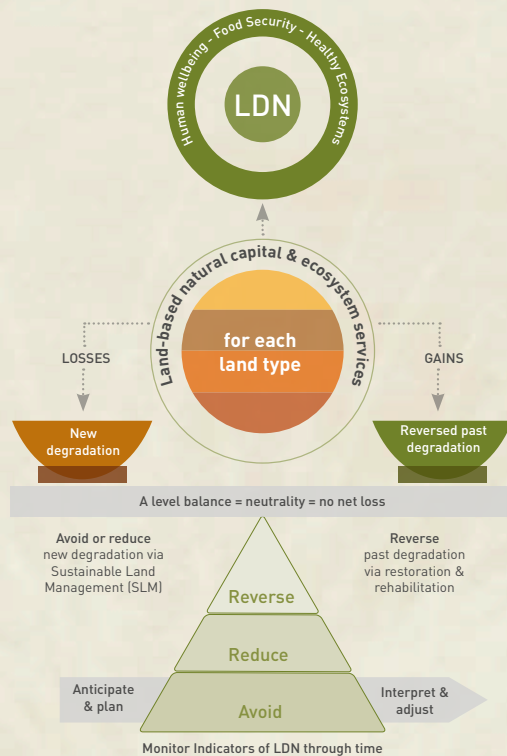 Human wellbeing - Food Security - Healthy Ecosystems
LDN
Land-based natural capital & ecosystem services
for each
land type
LOSSES
GAINS
New
degradation
Reversed past
degradation
A level balance = neutrality = no net loss
Avoid or reduce
new degradation via
Sustainable Land
Management (SLM)
Reverse
past degradation
via restoration &
rehabilitation
Reverse
Reduce
Avoid
Anticipate
& plan
Interpret &
adjust
Monitor Indicators of LDN through time